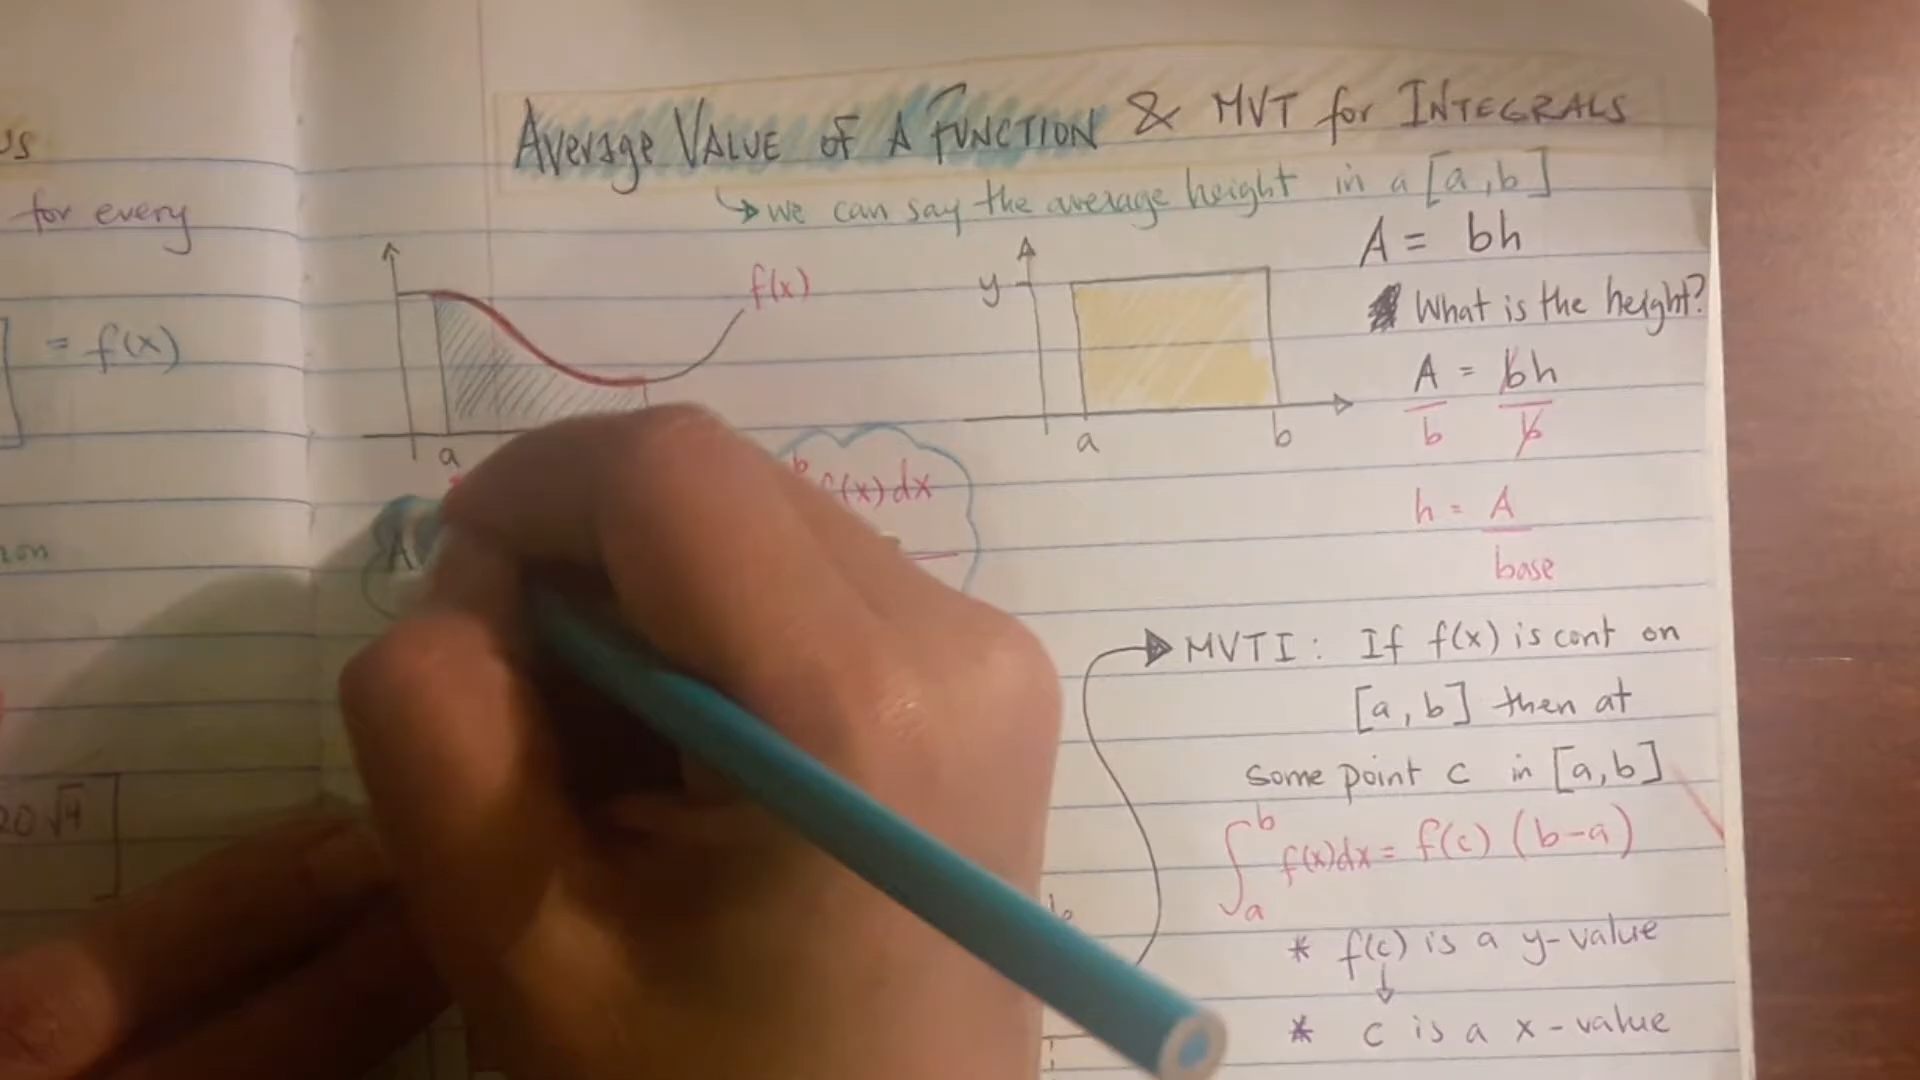 for every
= f(x)
20√4
Average VALUE of A FUNCTION & MVT for INTEGRALS
we can say the average height in a [a,b]
f(x)
a
y
a b
A = bh
What is the height?
A = bh
b b
h = A
base
b f(x)dx
A
MVTI: If f(x) is cont on
[a,b] then at
some point c in [a,b]
∫ₐᵇ f(x)dx = f(c) (b-a)
* f(c) is a y-value
* c is a x-value